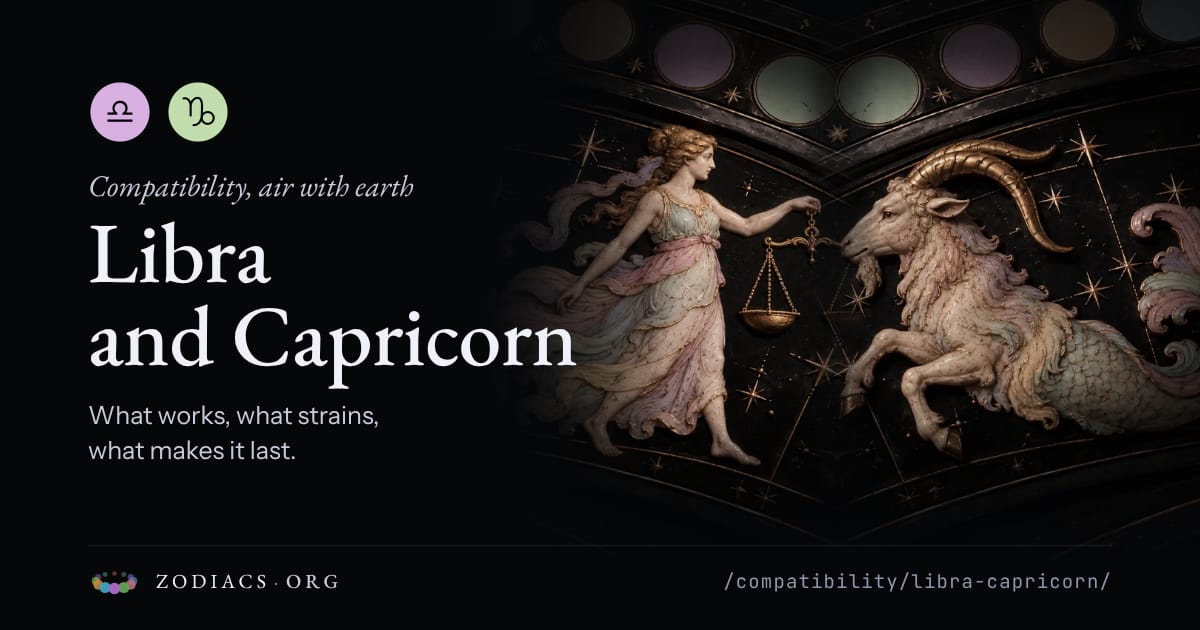 ♎︎ ♑︎
Compatibility, air with earth
Libra
and Capricorn
What works, what strains,
what makes it last.
ZODIACS·ORG
/compatibility/libra-capricorn/